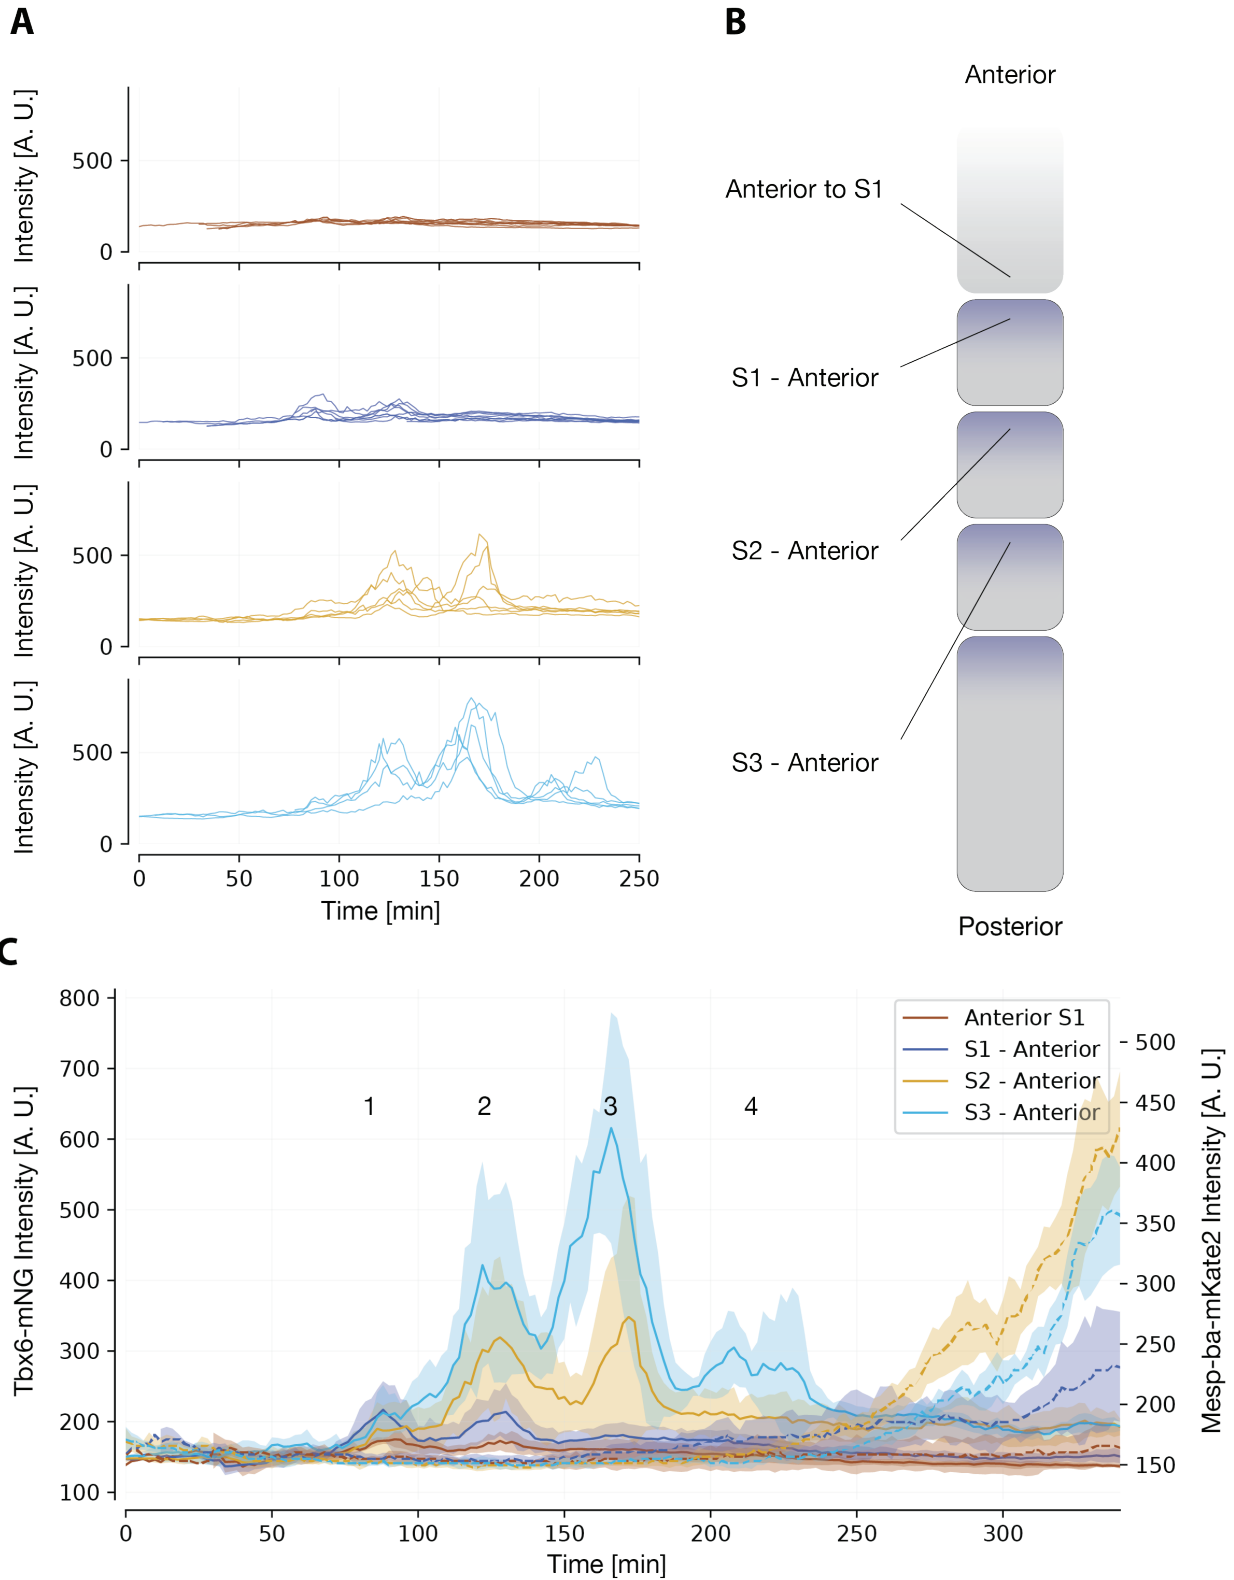 A
Intensity [A. U.]
500
0
Intensity [A. U.]
500
0
Intensity [A. U.]
500
0
Intensity [A. U.]
500
0
0 50 100 150 200 250
Time [min]
B
Anterior
Anterior to S1
S1 - Anterior
S2 - Anterior
S3 - Anterior
Posterior
C
Tbx6-mNG Intensity [A. U.]
800
700
600
500
400
300
200
100
1 2 3 4
Anterior S1
S1 - Anterior
S2 - Anterior
S3 - Anterior
500
450
400
350
300
250
200
150
Mesp-ba-mKate2 Intensity [A. U.]
0 50 100 150 200 250 300
Time [min]